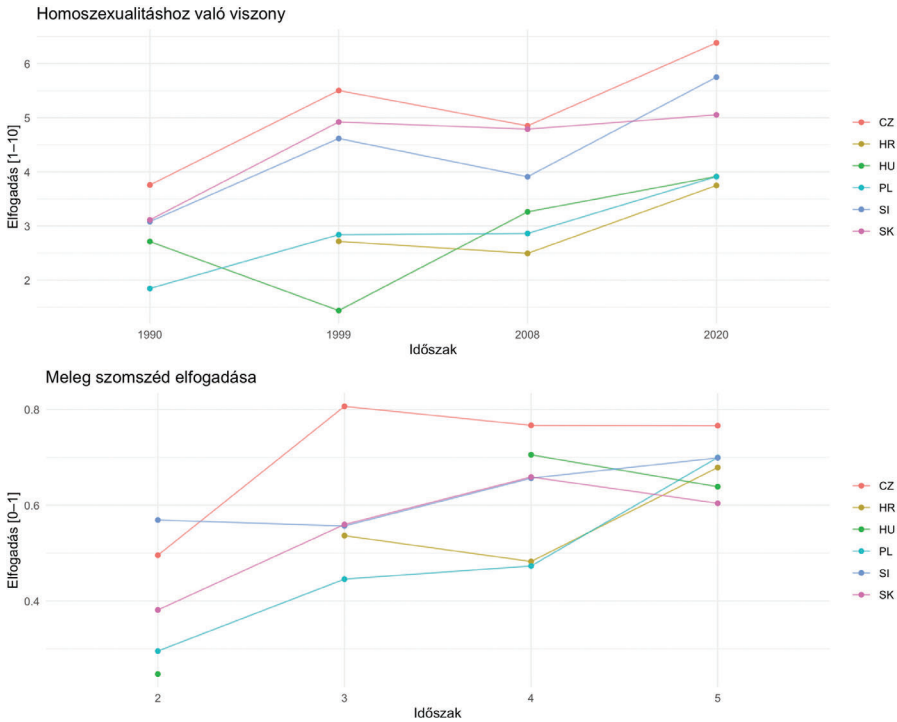 Homoszexualitáshoz való viszony
Elfogadás [1–10]
6
5
4
3
2
1990
1999
2008
2020
Időszak
CZ
HR
HU
PL
SI
SK
Meleg szomszéd elfogadása
Elfogadás [0–1]
0.8
0.6
0.4
2
3
4
5
Időszak
CZ
HR
HU
PL
SI
SK